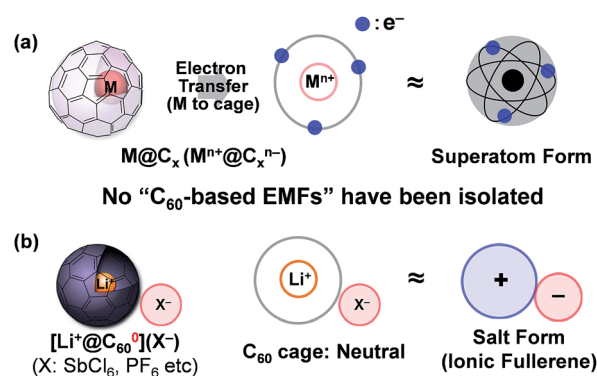 (a)
: e⁻
M
Electron
Transfer
(M to cage)
Mⁿ⁺
≈
M@Cₓ (Mⁿ⁺@Cₓⁿ⁻)
Superatom Form
No “C₆₀-based EMFs” have been isolated
(b)
Li⁺
X⁻
Li⁺
X⁻
≈
+
−
[Li⁺@C₆₀⁰](X⁻)
(X: SbCl₆, PF₆ etc)
C₆₀ cage: Neutral
Salt Form
(Ionic Fullerene)